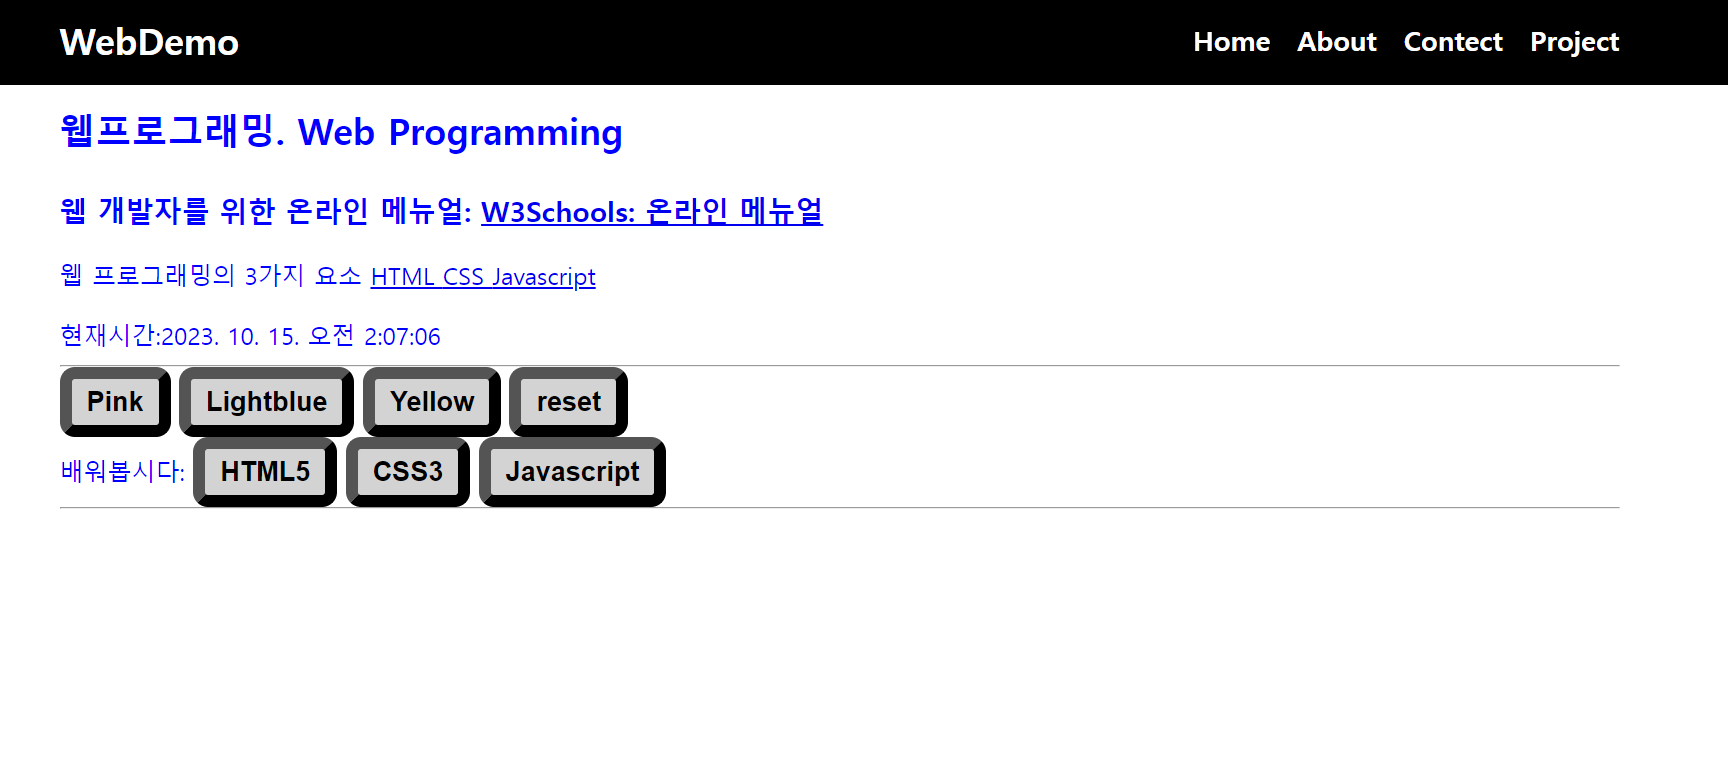 WebDemo Home About Contect Project
웹프로그래밍. Web Programming
웹 개발자를 위한 온라인 메뉴얼: W3Schools: 온라인 메뉴얼
웹 프로그래밍의 3가지 요소 HTML CSS Javascript
현재시간:2023. 10. 15. 오전 2:07:06
Pink Lightblue Yellow reset
배워봅시다: HTML5 CSS3 Javascript